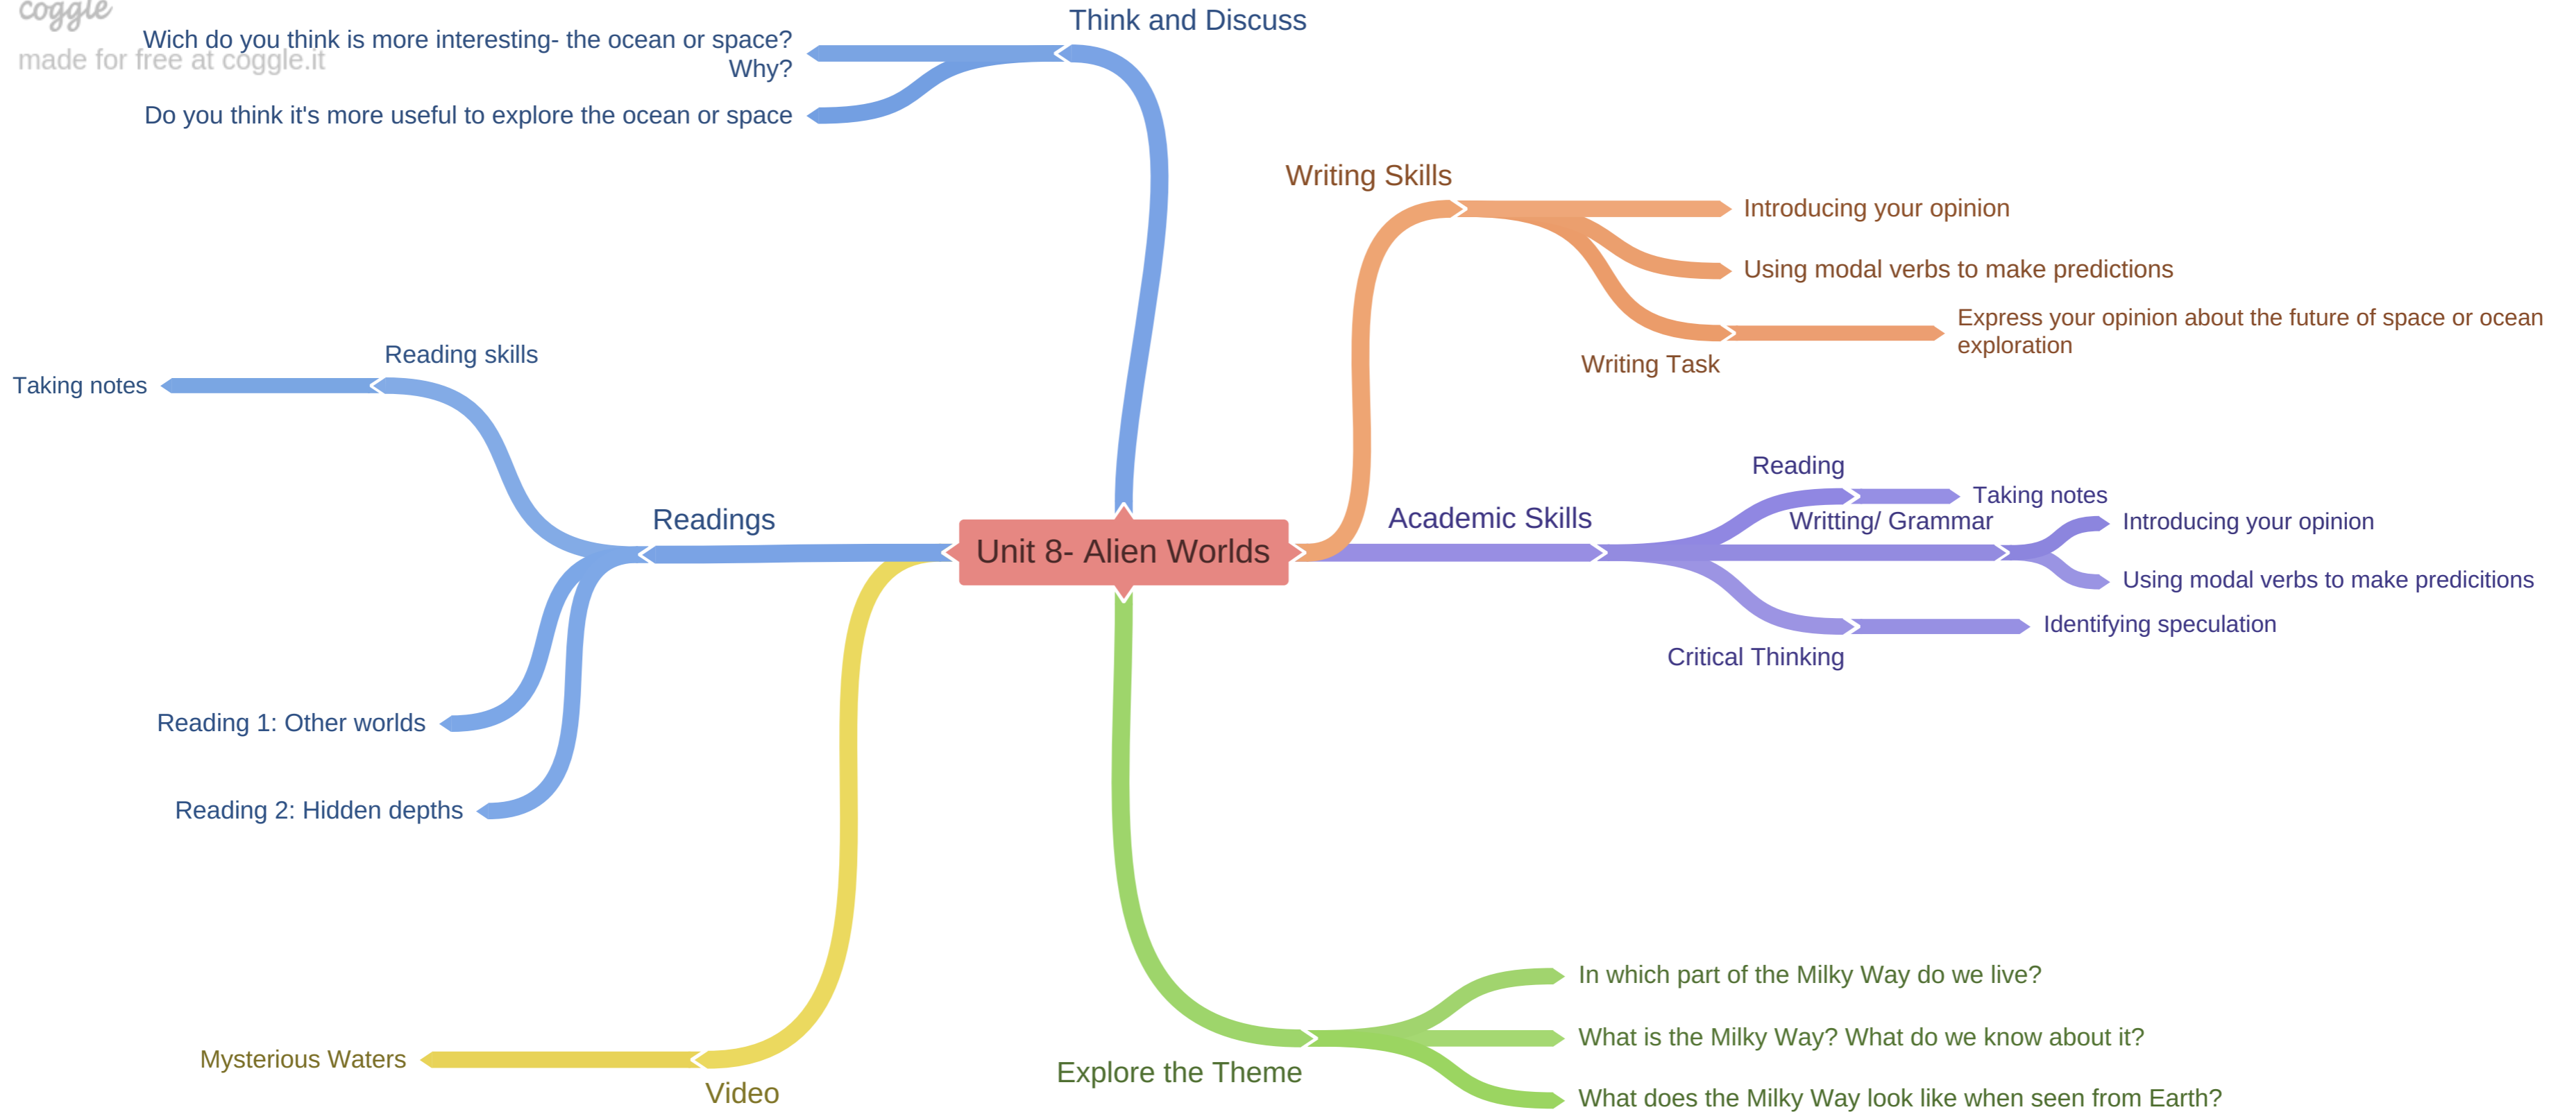 coggle
made for free at coggle.it
Think and Discuss
Wich do you think is more interesting- the ocean or space?
Why?
Do you think it's more useful to explore the ocean or space
Writing Skills
Introducing your opinion
Using modal verbs to make predictions
Writing Task
Express your opinion about the future of space or ocean
exploration
Reading skills
Taking notes
Readings
Reading 1: Other worlds
Reading 2: Hidden depths
Unit 8- Alien Worlds
Academic Skills
Reading
Taking notes
Writting/ Grammar
Introducing your opinion
Using modal verbs to make predicitions
Critical Thinking
Identifying speculation
Video
Mysterious Waters
Explore the Theme
In which part of the Milky Way do we live?
What is the Milky Way? What do we know about it?
What does the Milky Way look like when seen from Earth?